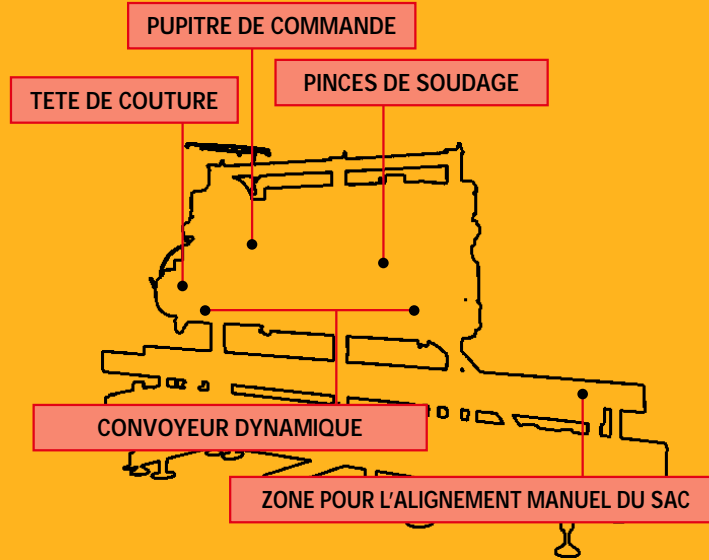 PUPITRE DE COMMANDE
PINCES DE SOUDAGE
TETE DE COUTURE
CONVOYEUR DYNAMIQUE
ZONE POUR L'ALIGNEMENT MANUEL DU SAC